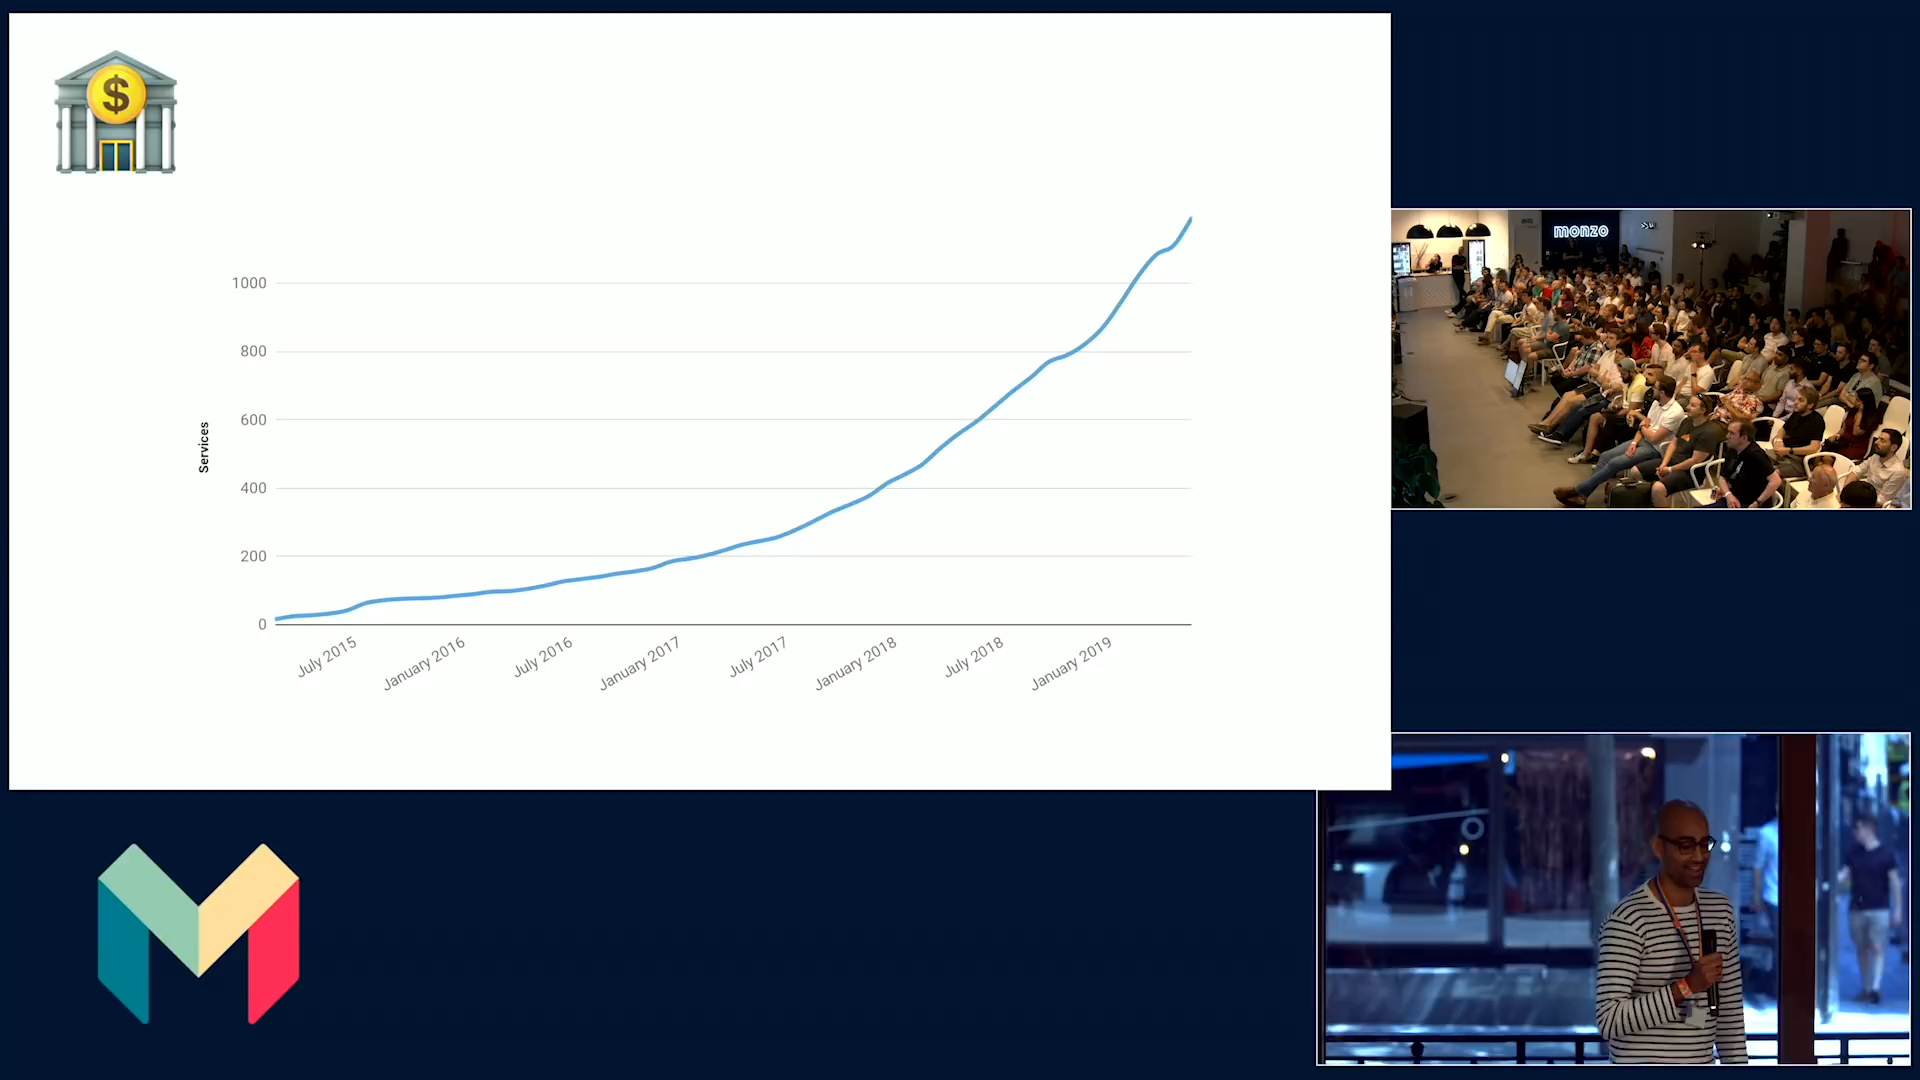 $
1000
800
600
400
200
0
Services
July 2015
January 2016
July 2016
January 2017
July 2017
January 2018
July 2018
January 2019
monzo